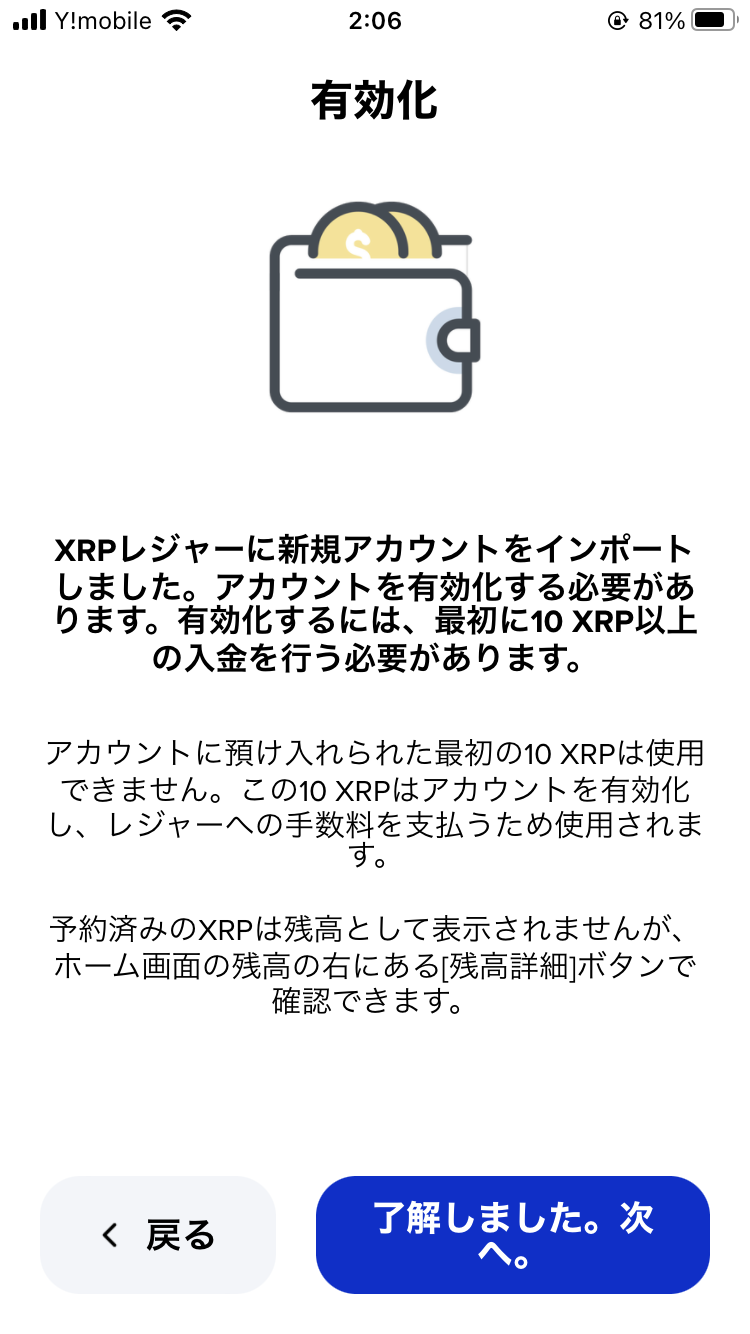 Y!mobile 2:06 81%
有効化
$
XRPレジャーに新規アカウントをインポート
しました。アカウントを有効化する必要があ
ります。有効化するには、最初に10 XRP以上
の入金を行う必要があります。
アカウントに預け入れられた最初の10 XRPは使用
できません。この10 XRPはアカウントを有効化
し、レジャーへの手数料を支払うため使用されま
す。
予約済みのXRPは残高として表示されませんが、
ホーム画面の残高の右にある[残高詳細]ボタンで
確認できます。
戻る
了解しました。次
へ。